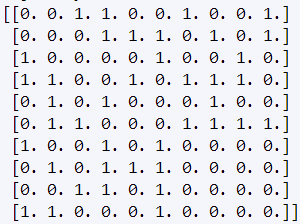 [[0. 0. 1. 1. 0. 0. 1. 0. 0. 1.]
[0. 0. 0. 1. 1. 1. 0. 1. 0. 1.]
[1. 0. 0. 0. 0. 1. 0. 0. 1. 0.]
[1. 1. 0. 0. 1. 0. 1. 1. 1. 0.]
[0. 1. 0. 1. 0. 0. 0. 1. 0. 0.]
[0. 1. 1. 0. 0. 0. 1. 1. 1. 1.]
[1. 0. 0. 1. 0. 1. 0. 0. 0. 0.]
[0. 1. 0. 1. 1. 1. 0. 0. 0. 0.]
[0. 0. 1. 1. 0. 1. 0. 0. 0. 0.]
[1. 1. 0. 0. 0. 1. 0. 0. 0. 0.]]